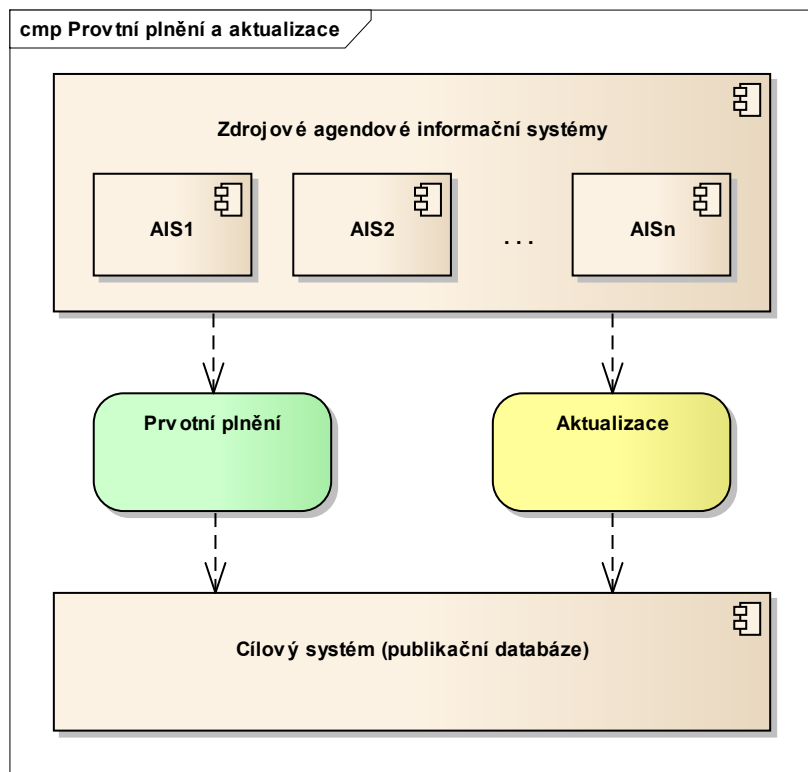 cmp Provtní plnění a aktualizace
Zdrojové agendové informační systémy
AIS1
AIS2
. . .
AISn
Prvotní plnění
Aktualizace
Cílový systém (publikační databáze)